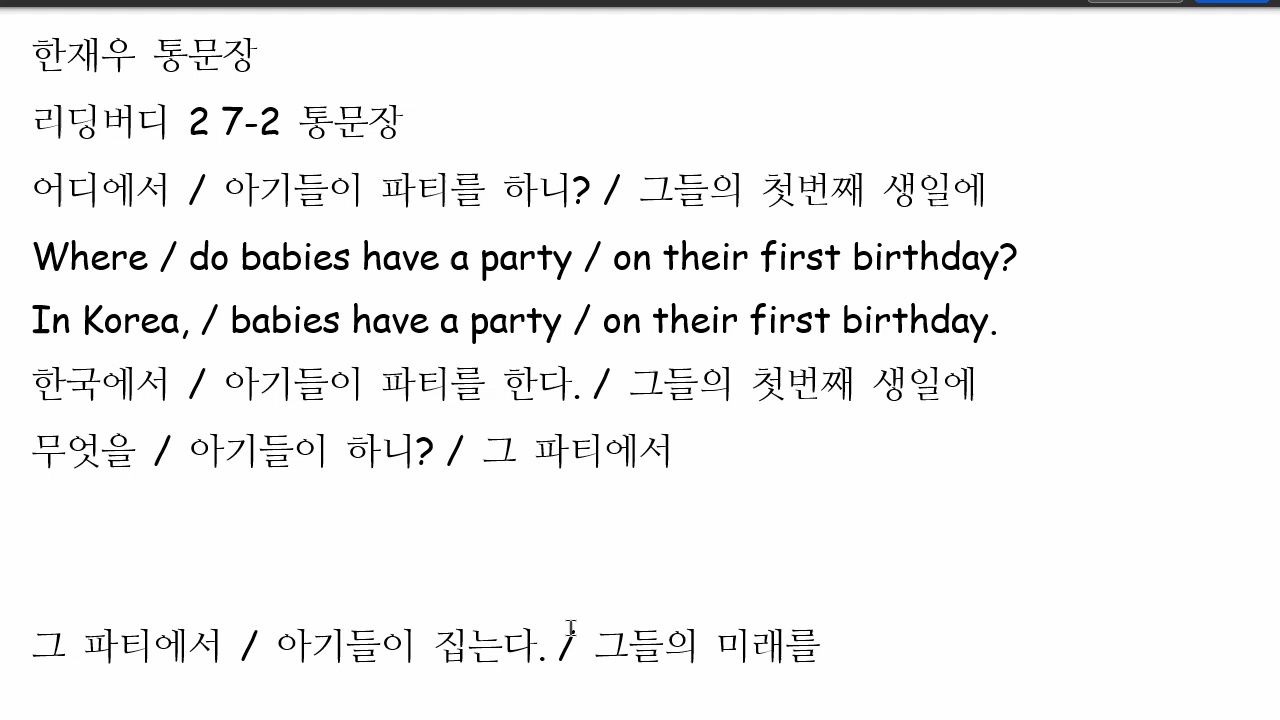 한재우 통문장
리딩버디 2 7-2 통문장
어디에서 / 아기들이 파티를 하니? / 그들의 첫번째 생일에
Where / do babies have a party / on their first birthday?
In Korea, / babies have a party / on their first birthday.
한국에서 / 아기들이 파티를 한다. / 그들의 첫번째 생일에
무엇을 / 아기들이 하니? / 그 파티에서
그 파티에서 / 아기들이 집는다. / 그들의 미래를